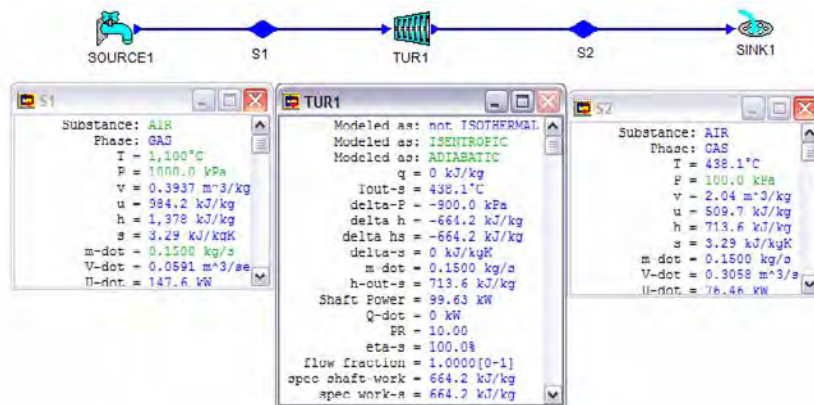 SOURCE1
S1
TUR1
S2
SINK1
S1
Substance: AIR
Phase: GAS
T = 1,100°C
P = 1000.0 kPa
v = 0.3937 m^3/kg
u = 984.2 kJ/kg
h = 1,378 kJ/kg
s = 3.29 kJ/kgK
m-dot = 0.1500 kg/s
V-dot = 0.0591 m^3/se
U-dot = 147.6 kW
TUR1
Modeled as: not ISOTHERMAL
Modeled as: ISENTROPIC
Modeled as: ADIABATIC
q = 0 kJ/kg
Tout-s = 438.1°C
delta-P = -900.0 kPa
delta h = -664.2 kJ/kg
delta hs = -664.2 kJ/kg
delta-s = 0 kJ/kgK
m dot = 0.1500 kg/s
h-out-s = 713.6 kJ/kg
Shaft Power = 99.63 kW
Q-dot = 0 kW
PR = 10.00
eta-s = 100.0%
flow fraction = 1.0000[0-1]
spec shaft-work = 664.2 kJ/kg
spec work-s = 664.2 kJ/kg
S2
Substance: AIR
Phase: GAS
T = 438.1°C
P = 100.0 kPa
v = 2.04 m^3/kg
u = 509.7 kJ/kg
h = 713.6 kJ/kg
s = 3.29 kJ/kgK
m-dot = 0.1500 kg/s
V-dot = 0.3058 m^3/s
U-dot = 76.46 kW